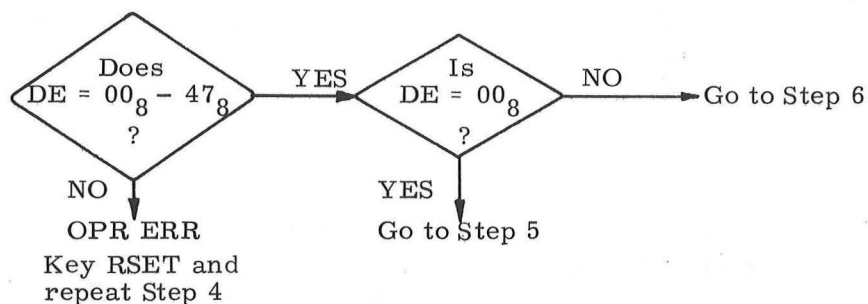 Does
DE = 00₈ – 47₈
?
YES
Is
DE = 00₈
?
NO
Go to Step 6
NO
OPR ERR
Key RSET and
repeat Step 4
YES
Go to Step 5